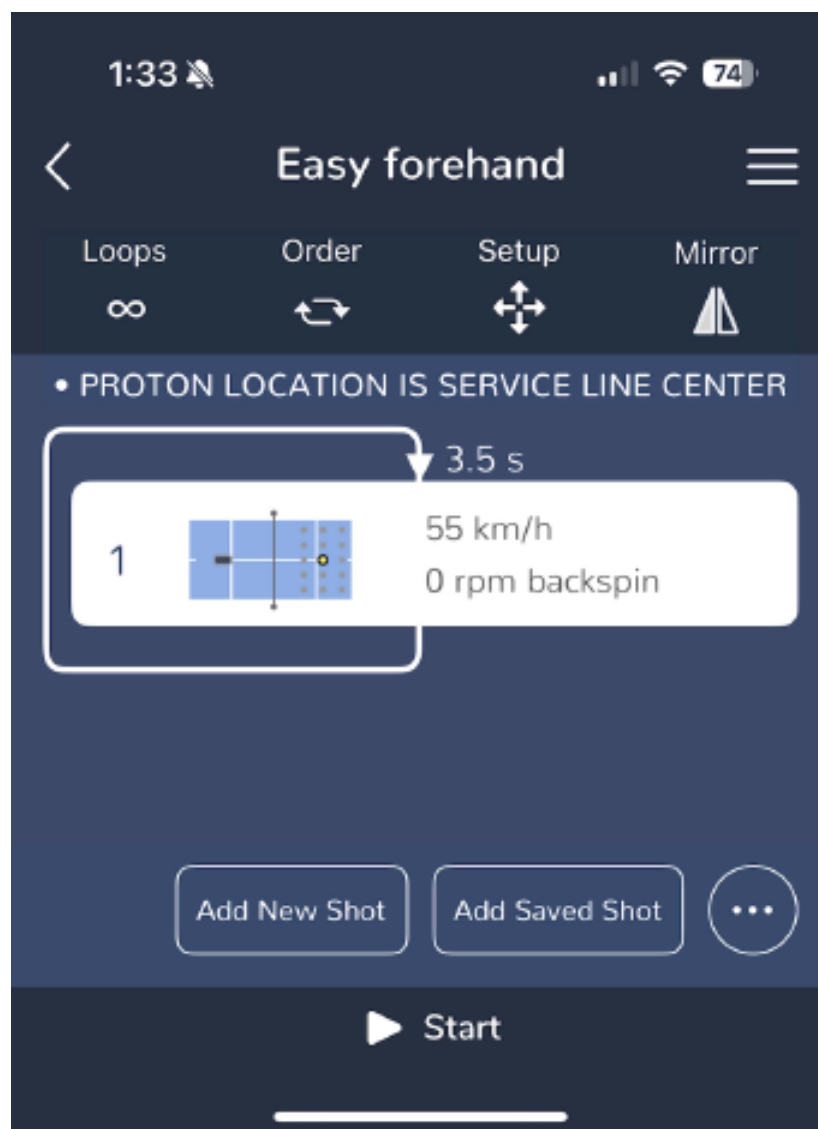 1:33 74
Easy forehand
Loops Order Setup Mirror
∞
• PROTON LOCATION IS SERVICE LINE CENTER
3.5 s
1 55 km/h
0 rpm backspin
Add New Shot Add Saved Shot ...
Start